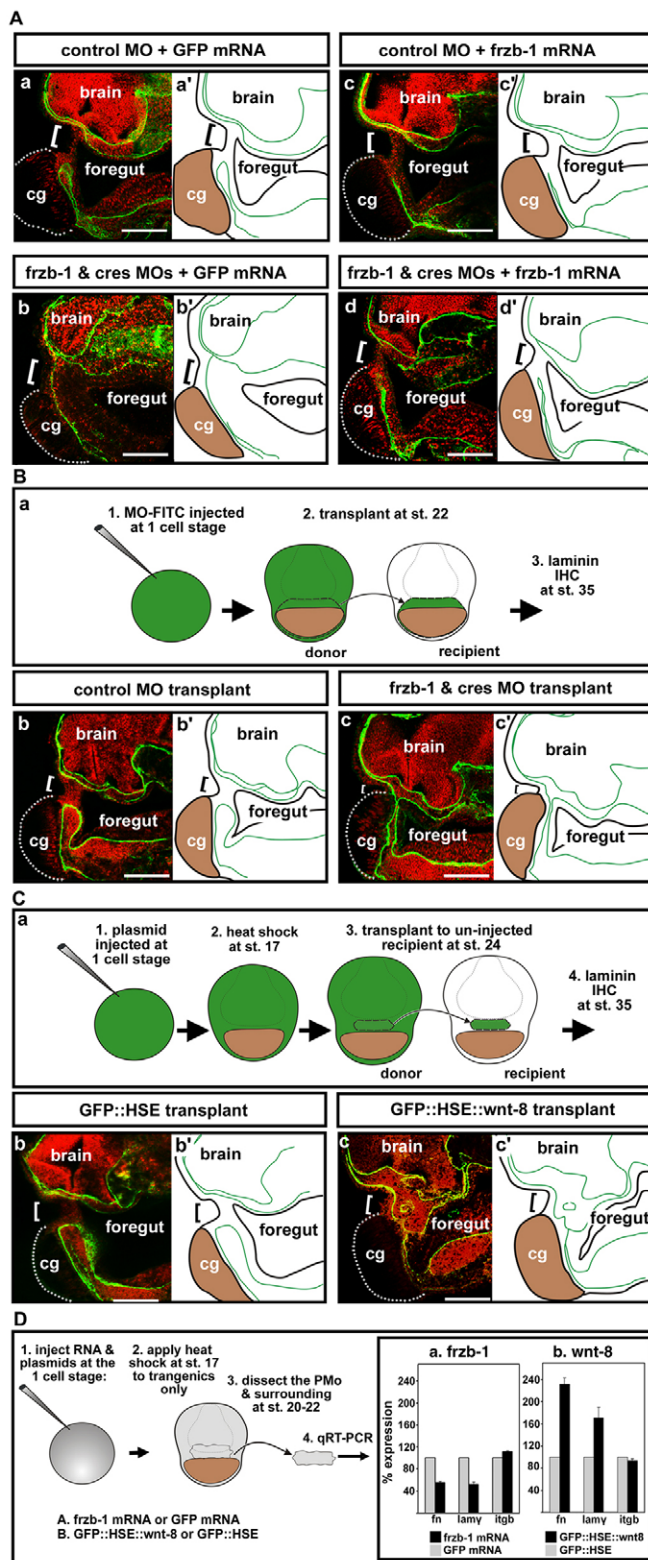 A
control MO + GFP mRNA
control MO + frzb-1 mRNA
a
brain
[
foregut
cg
a'
brain
[
foregut
cg
c
brain
[
foregut
cg
c'
brain
[
foregut
cg
frzb-1 & cres MOs + GFP mRNA
frzb-1 & cres MOs + frzb-1 mRNA
b
brain
[
foregut
cg
b'
brain
[
foregut
cg
d
brain
[
foregut
cg
d'
brain
[
foregut
cg
B
a
1. MO-FITC injected
at 1 cell stage
2. transplant at st. 22
3. laminin
IHC
at st. 35
donor
recipient
control MO transplant
frzb-1 & cres MO transplant
b
brain
[
foregut
cg
b'
brain
[
foregut
cg
c
brain
[
foregut
cg
c'
brain
[
foregut
cg
C
a
1. plasmid
injected at
1 cell stage
2. heat shock
at st. 17
3. transplant to un-injected
recipient at st. 24
4. laminin
IHC
at st. 35
donor
recipient
GFP::HSE transplant
GFP::HSE::wnt-8 transplant
b
brain
[
foregut
cg
b'
brain
[
foregut
cg
c
brain
[
foregut
cg
c'
brain
[
foregut
cg
D
1. inject RNA &
plasmids at the
1 cell stage:
2. apply heat
shock at st. 17
to trangenics
only
3. dissect the PMo
& surrounding
at st. 20-22
4. qRT-PCR
A. frzb-1 mRNA or GFP mRNA
B. GFP::HSE::wnt-8 or GFP::HSE
a. frzb-1
% expression
240
200
160
120
80
40
fn lamγ itgb
frzb-1 mRNA
GFP mRNA
b. wnt-8
240
200
160
120
80
40
fn lamγ itgb
GFP::HSE::wnt8
GFP::HSE